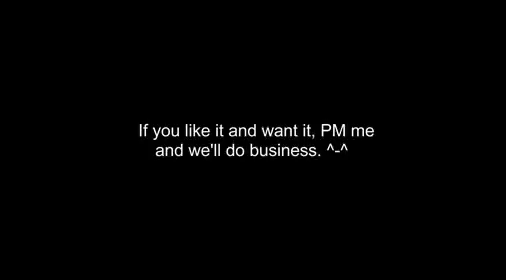 If you like it and want it, PM me
and we'll do business. ^-^